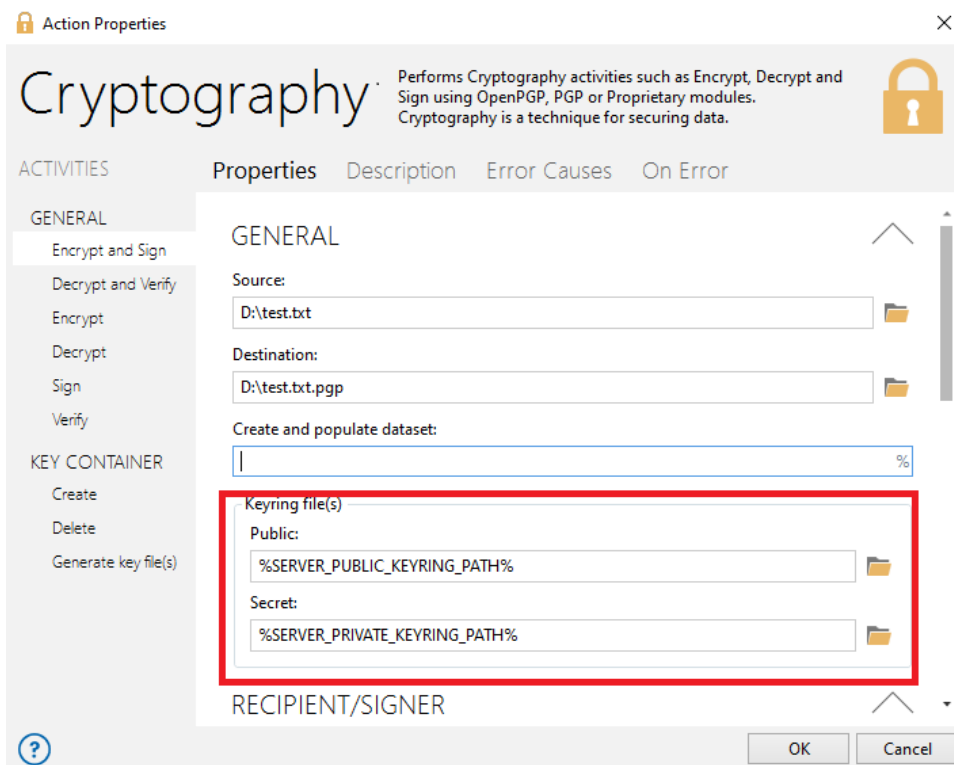 Action Properties
Cryptography
Performs Cryptography activities such as Encrypt, Decrypt and
Sign using OpenPGP, PGP or Proprietary modules.
Cryptography is a technique for securing data.
ACTIVITIES
Properties Description Error Causes On Error
GENERAL
Encrypt and Sign
Decrypt and Verify
Encrypt
Decrypt
Sign
Verify
KEY CONTAINER
Create
Delete
Generate key file(s)
GENERAL
Source:
D:\test.txt
Destination:
D:\test.txt.pgp
Create and populate dataset:
%
Keyring file(s)
Public:
%SERVER_PUBLIC_KEYRING_PATH%
Secret:
%SERVER_PRIVATE_KEYRING_PATH%
RECIPIENT/SIGNER
?
OK Cancel